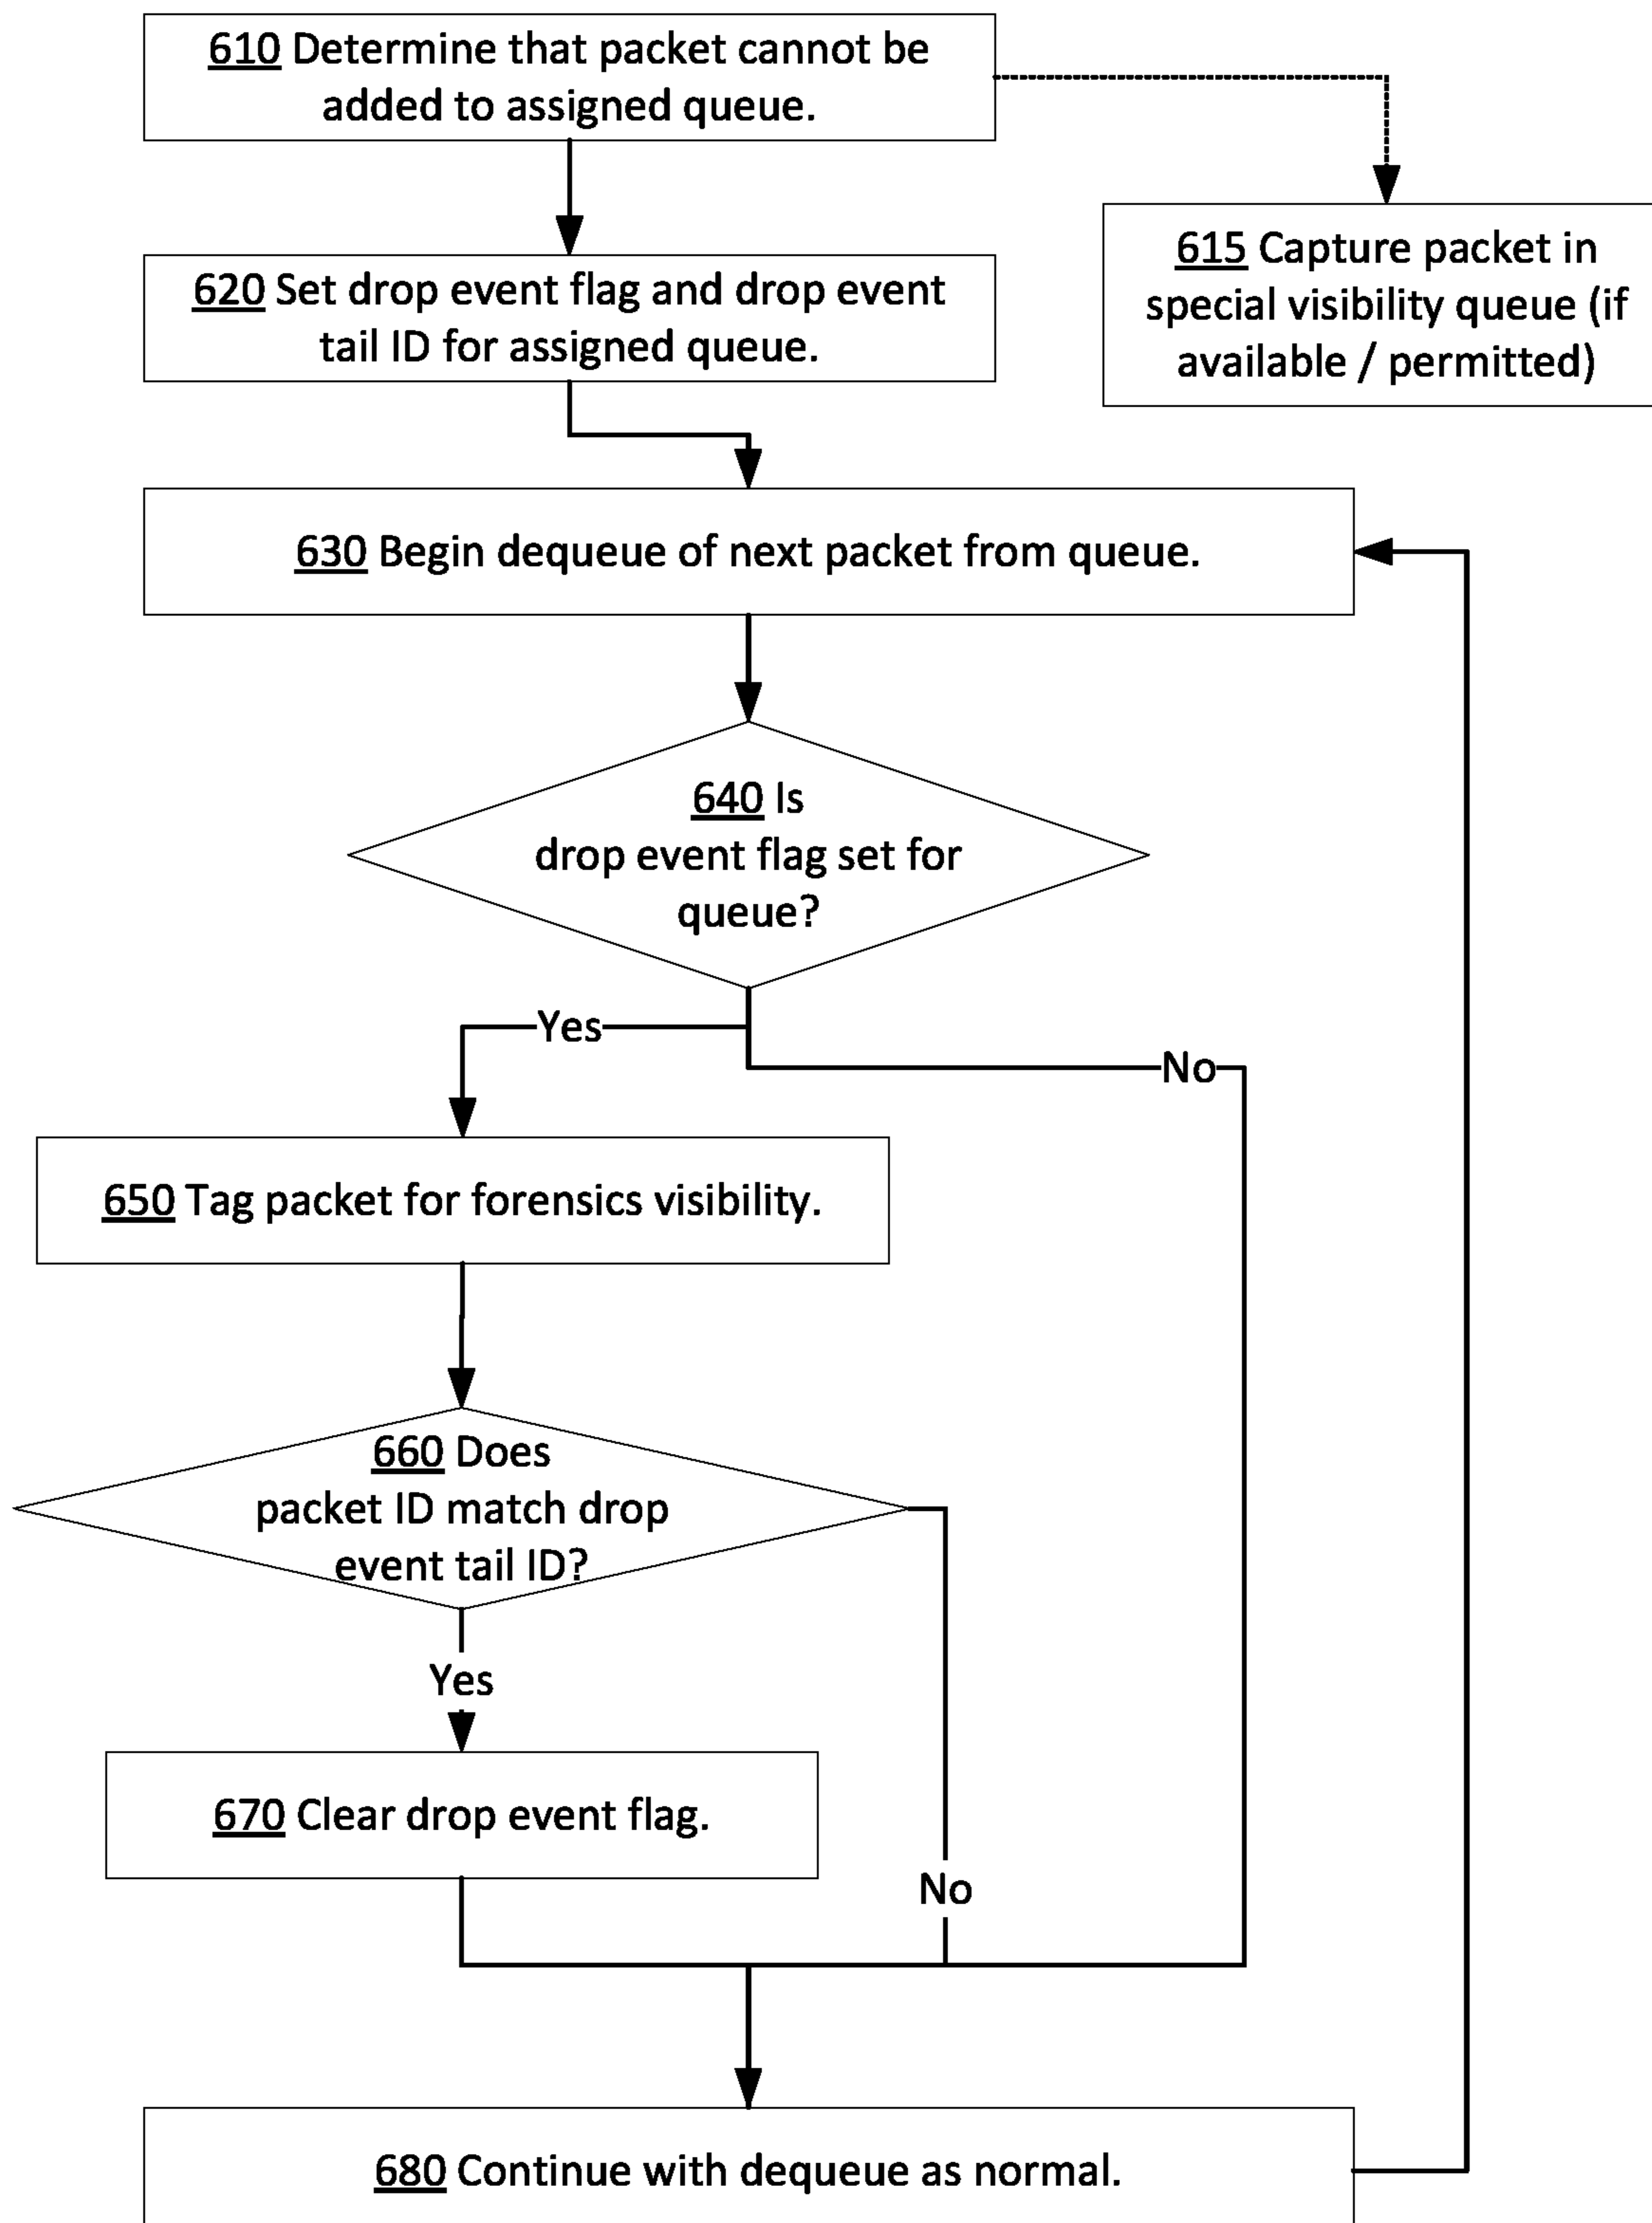 610 Determine that packet cannot be
added to assigned queue.
615 Capture packet in
special visibility queue (if
available / permitted)
620 Set drop event flag and drop event
tail ID for assigned queue.
630 Begin dequeue of next packet from queue.
640 Is
drop event flag set for
queue?
Yes
No
650 Tag packet for forensics visibility.
660 Does
packet ID match drop
event tail ID?
Yes
670 Clear drop event flag.
No
680 Continue with dequeue as normal.